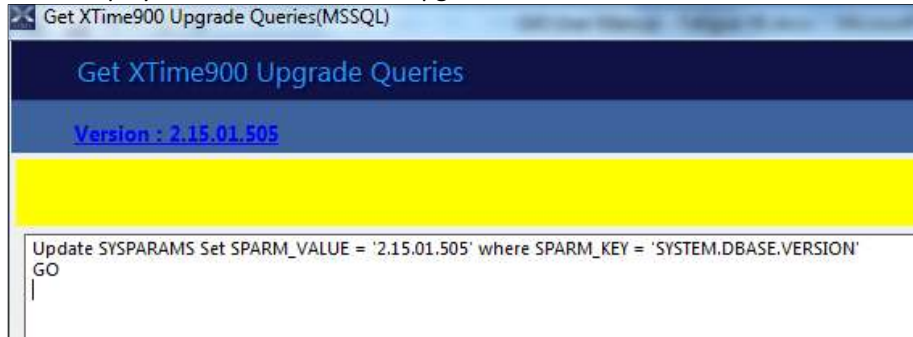 Get XTime900 Upgrade Queries(MSSQL)
Get XTime900 Upgrade Queries
Version : 2.15.01.505
Update SYSPARAMS Set SPARM_VALUE = '2.15.01.505' where SPARM_KEY = 'SYSTEM.DBASE.VERSION'
GO